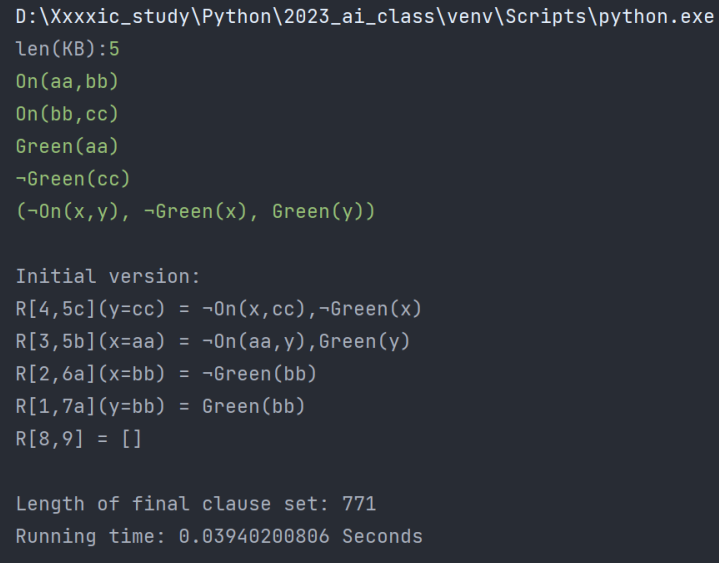 D:\Xxxxic_study\Python\2023_ai_class\venv\Scripts\python.exe
len(KB):5
On(aa,bb)
On(bb,cc)
Green(aa)
¬Green(cc)
(¬On(x,y), ¬Green(x), Green(y))
Initial version:
R[4,5c](y=cc) = ¬On(x,cc),¬Green(x)
R[3,5b](x=aa) = ¬On(aa,y),Green(y)
R[2,6a](x=bb) = ¬Green(bb)
R[1,7a](y=bb) = Green(bb)
R[8,9] = []
Length of final clause set: 771
Running time: 0.03940200806 Seconds